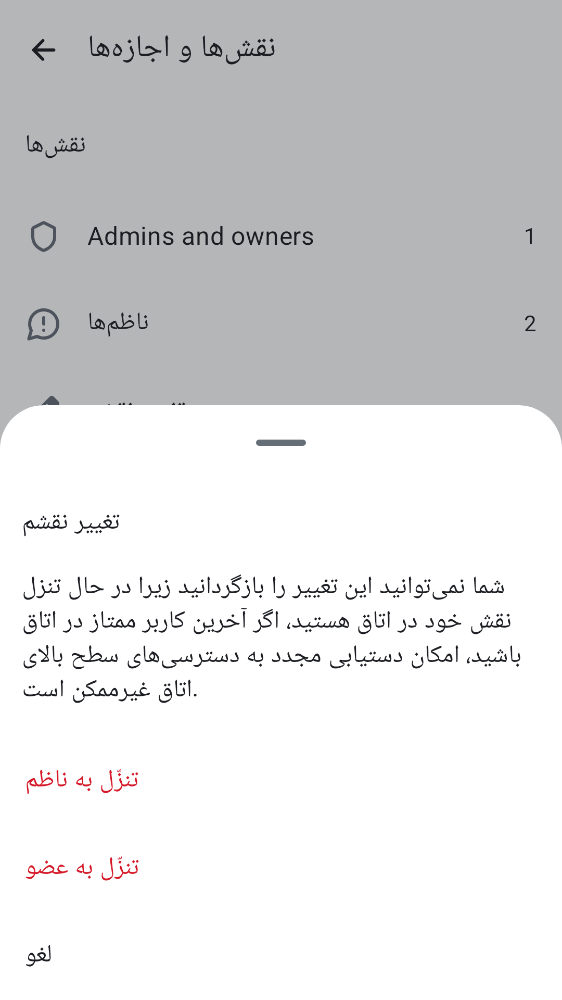 نقش‌ها و اجازه‌ها
نقش‌ها
Admins and owners 1
ناظم‌ها 2
تغییر نقشم
شما نمی‌توانید این تغییر را بازگردانید زیرا در حال تنزل
نقش خود در اتاق هستید، اگر آخرین کاربر ممتاز در اتاق
باشید، امکان دستیابی مجدد به دسترسی‌های سطح بالای
اتاق غیرممکن است.
تنزّل به ناظم
تنزّل به عضو
لغو